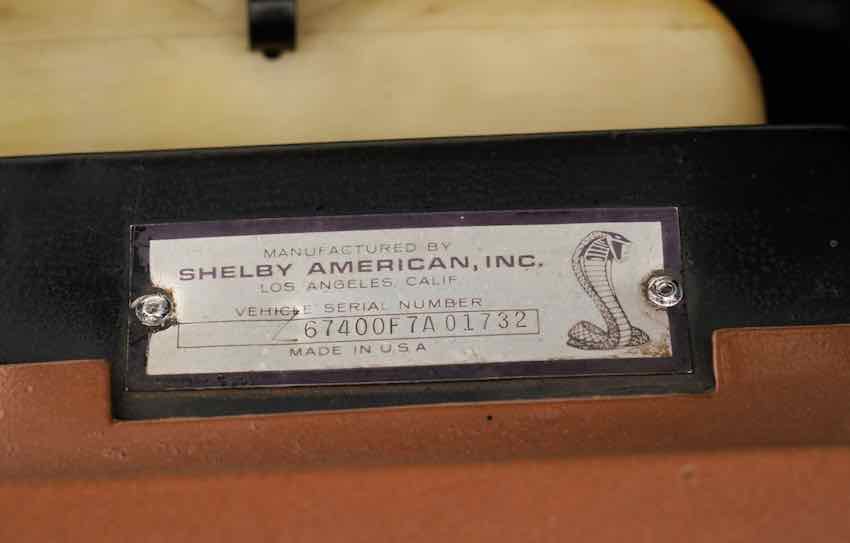 MANUFACTURED BY
SHELBY AMERICAN, INC.
LOS ANGELES, CALIF.
VEHICLE SERIAL NUMBER
67400F7A01732
MADE IN U.S.A